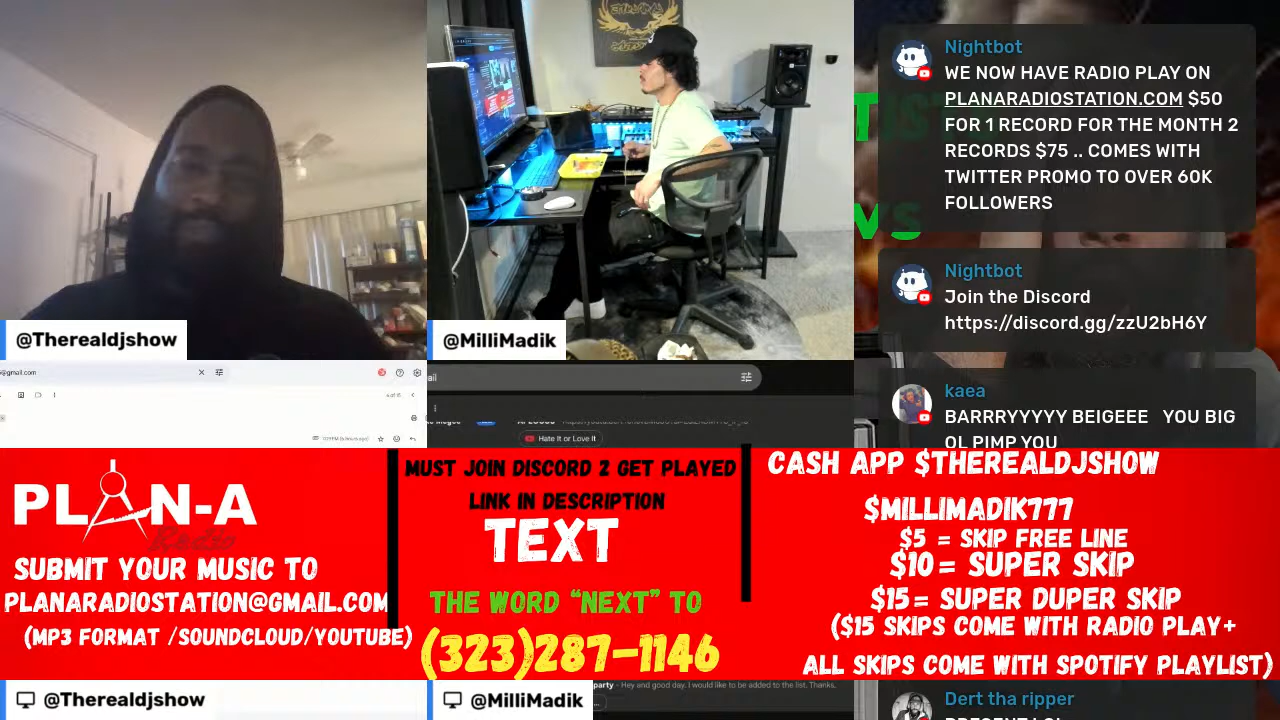 @Therealdjshow
@MilliMadik
Nightbot
WE NOW HAVE RADIO PLAY ON
PLANARADIOSTATION.COM $50
FOR 1 RECORD FOR THE MONTH 2
RECORDS $75 .. COMES WITH
TWITTER PROMO TO OVER 60K
FOLLOWERS
Nightbot
Join the Discord
https://discord.gg/zzU2bH6Y
kaea
BARRRYYYYY BEIGEEE YOU BIG
OL PIMP YOU
@gmail.com
ail
Hate It or Love It
PLAN-A
Radio
SUBMIT YOUR MUSIC TO
PLANARADIOSTATION@GMAIL.COM
(MP3 FORMAT /SOUNDCLOUD/YOUTUBE)
MUST JOIN DISCORD 2 GET PLAYED
LINK IN DESCRIPTION
TEXT
THE WORD “NEXT” TO
(323)287-1146
CASH APP $THEREALDJSHOW
$MILLIMADIK777
$5 = SKIP FREE LINE
$10 = SUPER SKIP
$15= SUPER DUPER SKIP
($15 SKIPS COME WITH RADIO PLAY+
ALL SKIPS COME WITH SPOTIFY PLAYLIST)
@Therealdjshow
@MilliMadik
party - Hey and good day. I would like to be added to the list. Thanks.
Dert tha ripper